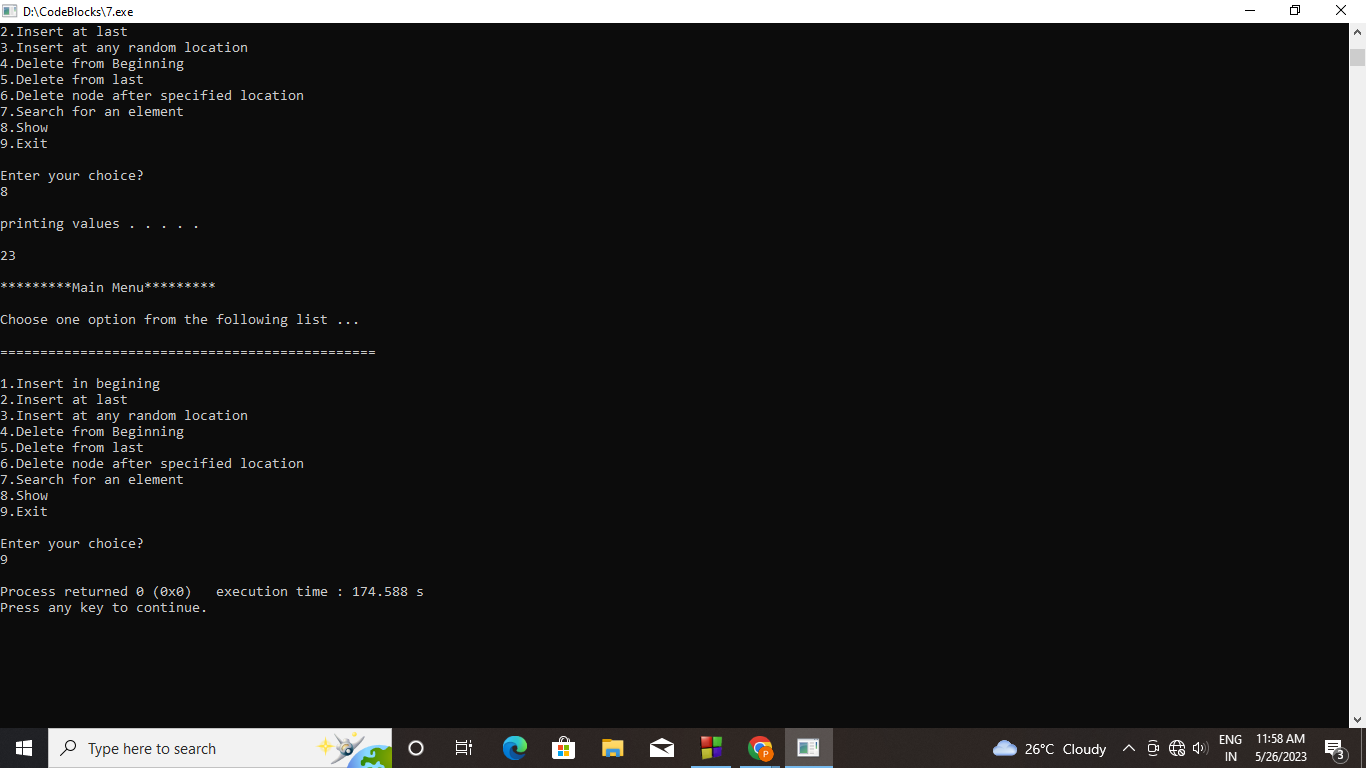 D:\CodeBlocks\7.exe
2.Insert at last
3.Insert at any random location
4.Delete from Beginning
5.Delete from last
6.Delete node after specified location
7.Search for an element
8.Show
9.Exit
Enter your choice?
8
printing values . . . . .
23
*********Main Menu*********
Choose one option from the following list ...
===============================================
1.Insert in begining
2.Insert at last
3.Insert at any random location
4.Delete from Beginning
5.Delete from last
6.Delete node after specified location
7.Search for an element
8.Show
9.Exit
Enter your choice?
9
Process returned 0 (0x0)   execution time : 174.588 s
Press any key to continue.
Type here to search
P
26°C Cloudy
ENG
IN
11:58 AM
5/26/2023
3